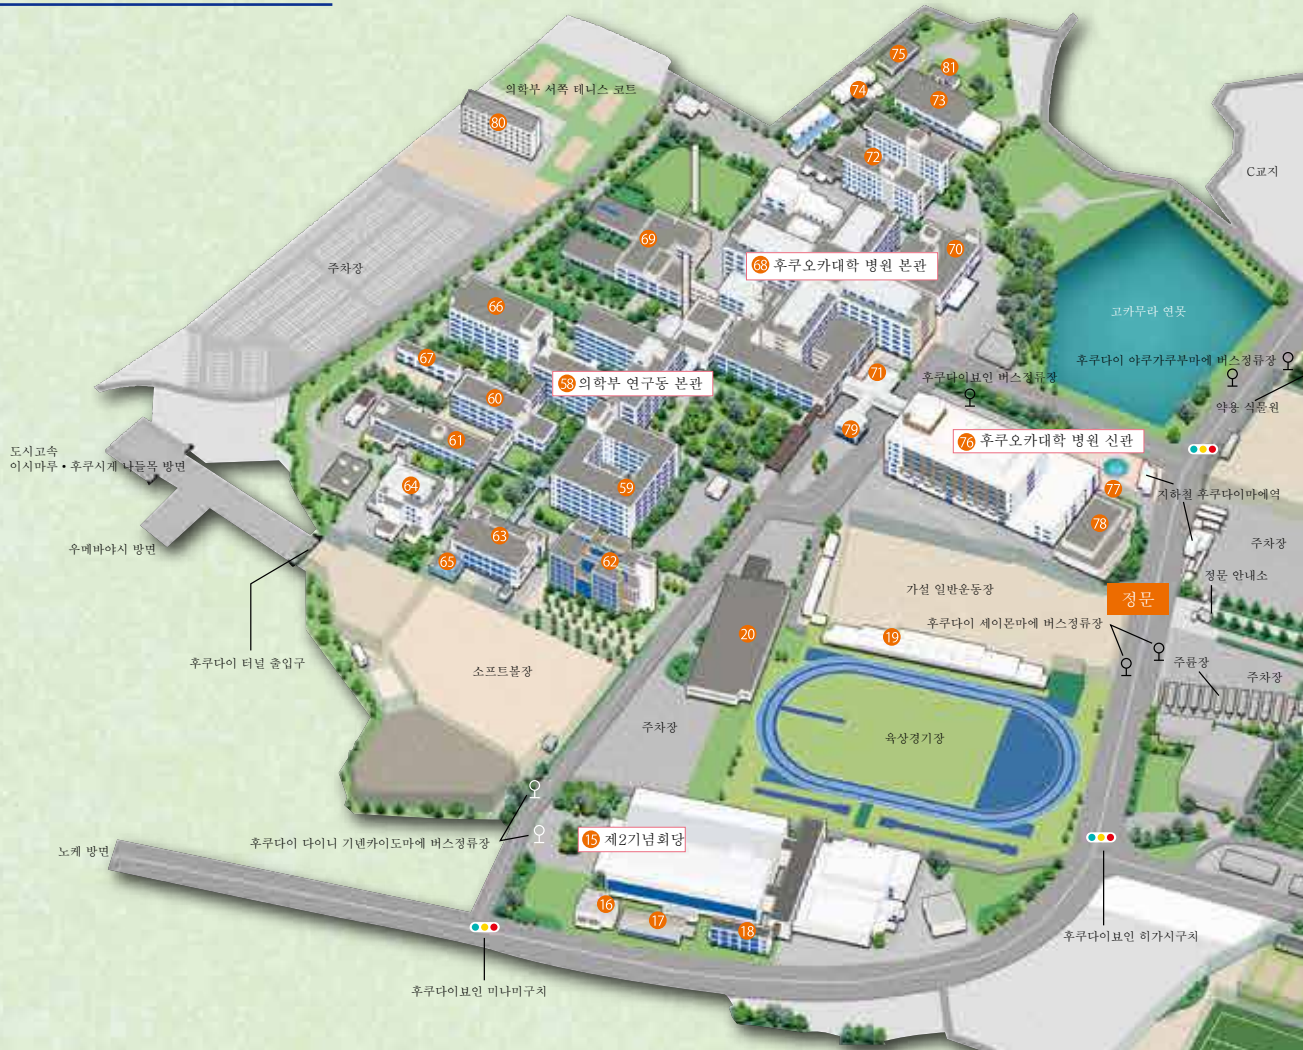 75
81
74
73
의학부 서쪽 테니스 코트
80
72
C교지
69
70
68 후쿠오카대학 병원 본관
주차장
66
고카무라 연못
67
71
후쿠다이 야쿠가쿠부마에 버스정류장
58 의학부 연구동 본관
후쿠다이뵤인 버스정류장
60
약용 식물원
79
61
76 후쿠오카대학 병원 신관
도시고속
이시마루・후쿠시게 나들목 방면
64
59
77
지하철 후쿠다이마에역
78
63
우메바야시 방면
65
62
주차장
가설 일반운동장
정문 안내소
정문
후쿠다이 세이몬마에 버스정류장
20
19
후쿠다이 터널 출입구
소프트볼장
주륜장
주차장
주차장
육상경기장
후쿠다이 다이니 기넨카이도마에 버스정류장
15 제2기념회당
노케 방면
16
17
18
후쿠다이뵤인 히가시구치
후쿠다이뵤인 미나미구치